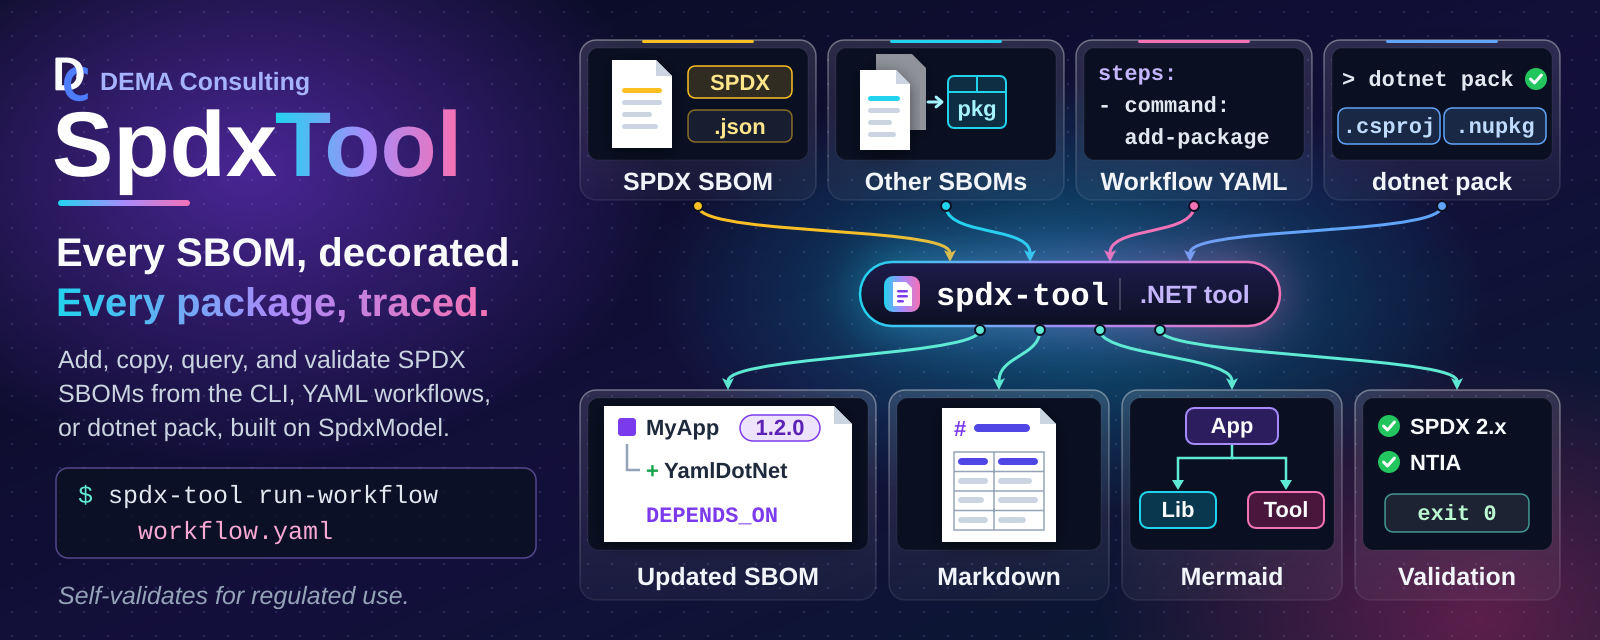 DC DEMA Consulting
SpdxTool
Every SBOM, decorated.
Every package, traced.
Add, copy, query, and validate SPDX
SBOMs from the CLI, YAML workflows,
or dotnet pack, built on SpdxModel.
$ spdx-tool run-workflow
workflow.yaml
Self-validates for regulated use.
SPDX
.json
SPDX SBOM
pkg
Other SBOMs
steps:
- command:
add-package
Workflow YAML
> dotnet pack
.csproj .nupkg
dotnet pack
spdx-tool .NET tool
MyApp 1.2.0
+ YamlDotNet
DEPENDS_ON
Updated SBOM
#
Markdown
App
Lib Tool
Mermaid
SPDX 2.x
NTIA
exit 0
Validation